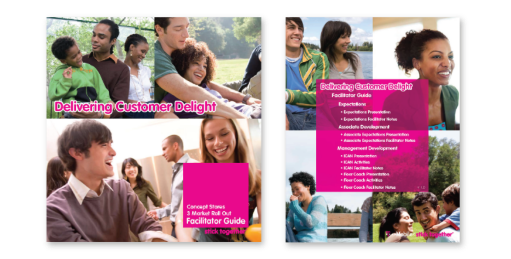 Delivering Customer Delight
Concept Stores
3 Market Roll Out
Facilitator Guide
stick together
Delivering Customer Delight
Facilitator Guide
Expectations
• Expectations Presentation
• Expectations Facilitator Notes
Associate Development
• Associate Expectations Presentation
• Associate Expectations Facilitator Notes
Management Development
• ICAN Presentation
• ICAN Activities
• ICAN Facilitator Notes
• Floor Coach Presentation
• Floor Coach Activities
• Floor Coach Facilitator Notes
stick together